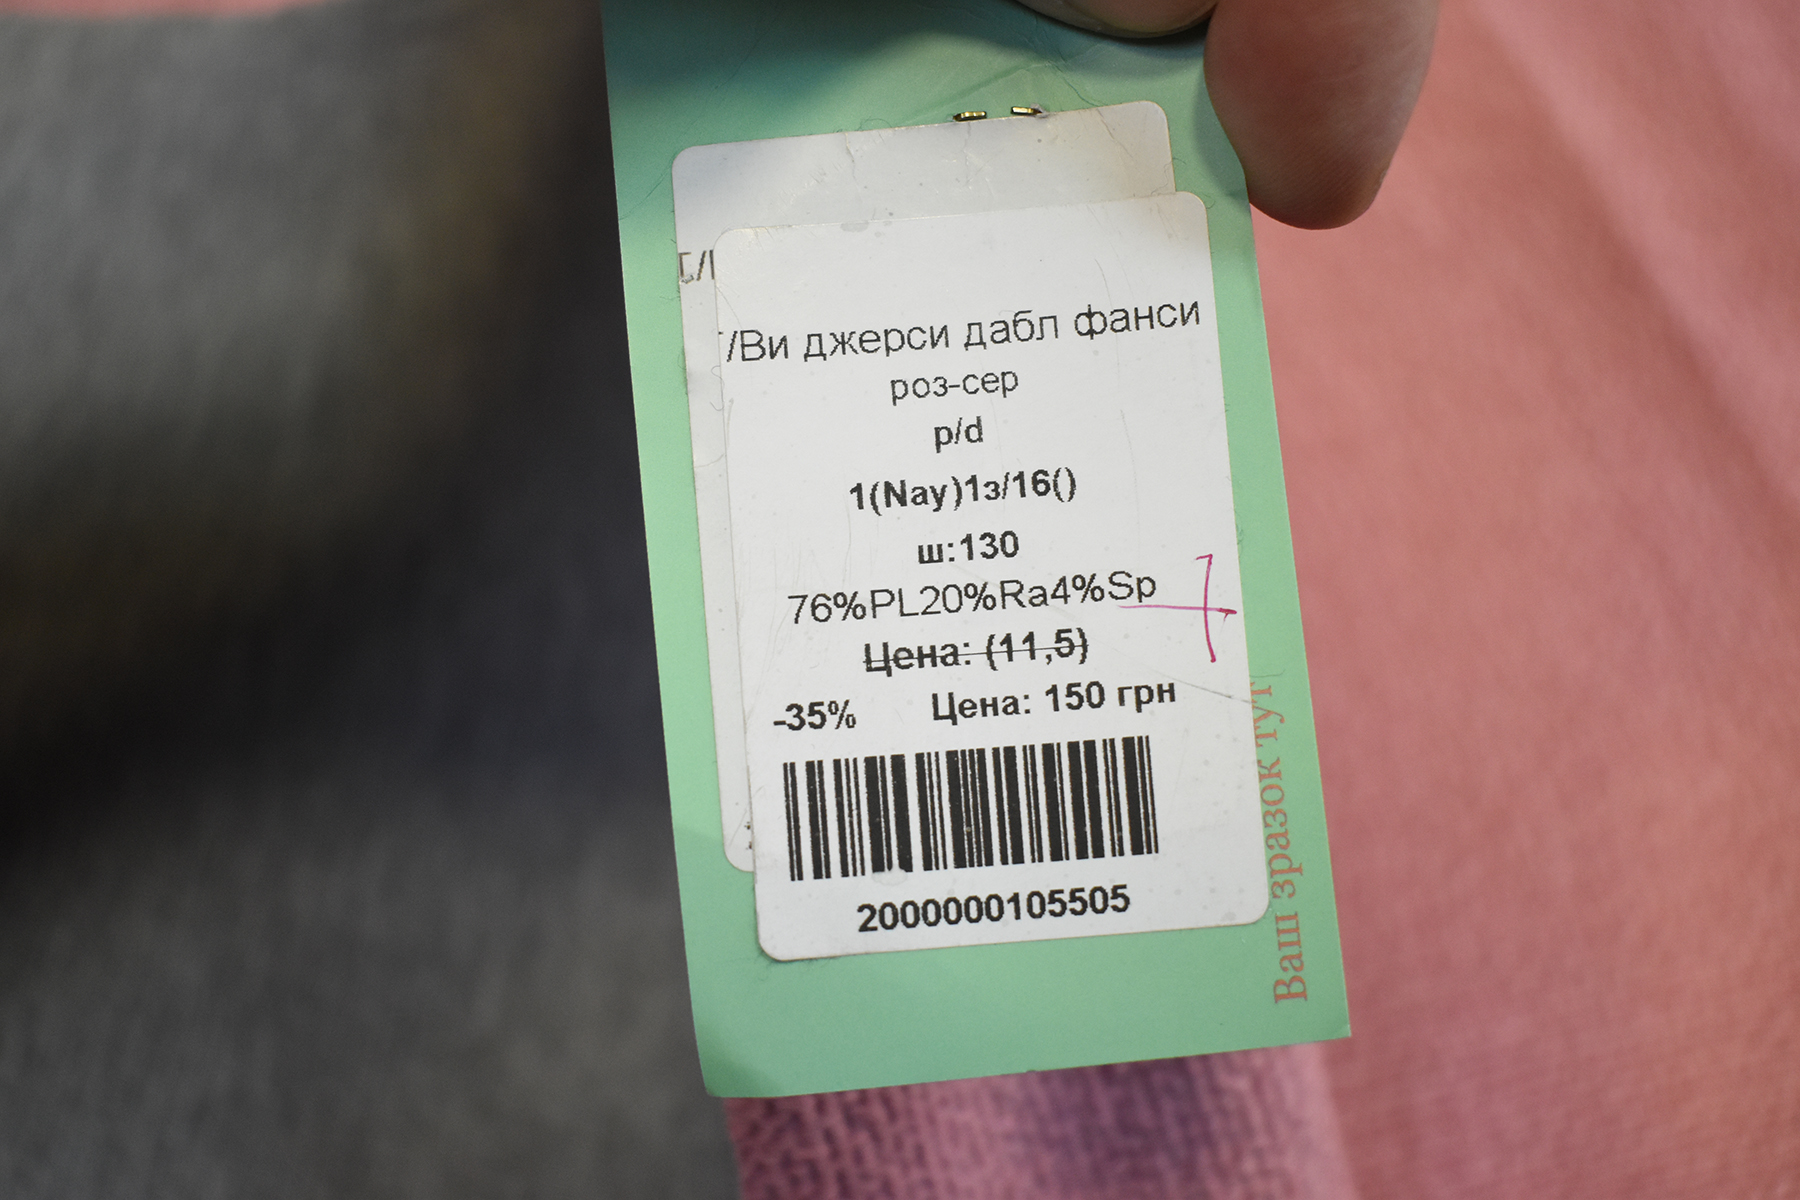 /Ви джерси дабл фанси
роз-сер
p/d
1(Nay)1з/16()
ш:130
76%PL20%Ra4%Sp
Цена: (11,5)
-35% Цена: 150 грн
2000000105505
Ваш зразок тут